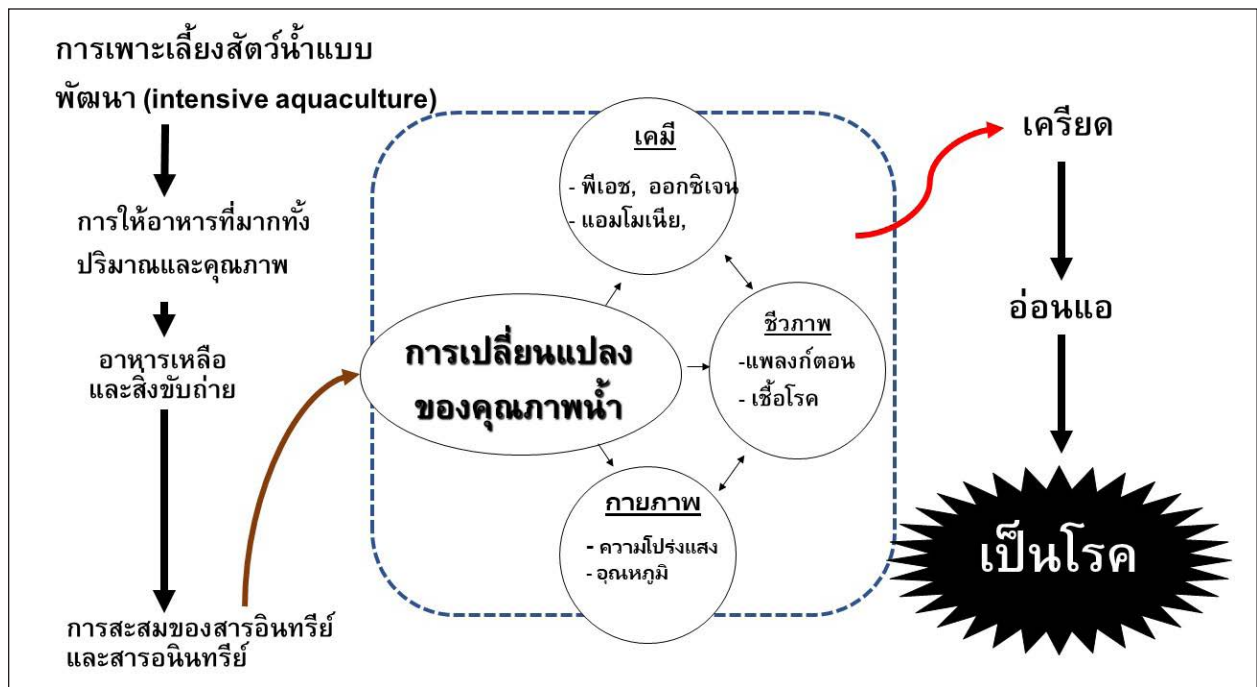 การเพาะเลี้ยงสัตว์น้ำแบบ
พัฒนา (intensive aquaculture)
การให้อาหารที่มากทั้ง
ปริมาณและคุณภาพ
อาหารเหลือ
และสิ่งขับถ่าย
การสะสมของสารอินทรีย์
และสารอนินทรีย์
การเปลี่ยนแปลง
ของคุณภาพน้ำ
เคมี
- พีเอช, ออกซิเจน
- แอมโมเนีย,
ชีวภาพ
-แพลงก์ตอน
- เชื้อโรค
กายภาพ
- ความโปร่งแสง
- อุณหภูมิ
เครียด
อ่อนแอ
เป็นโรค